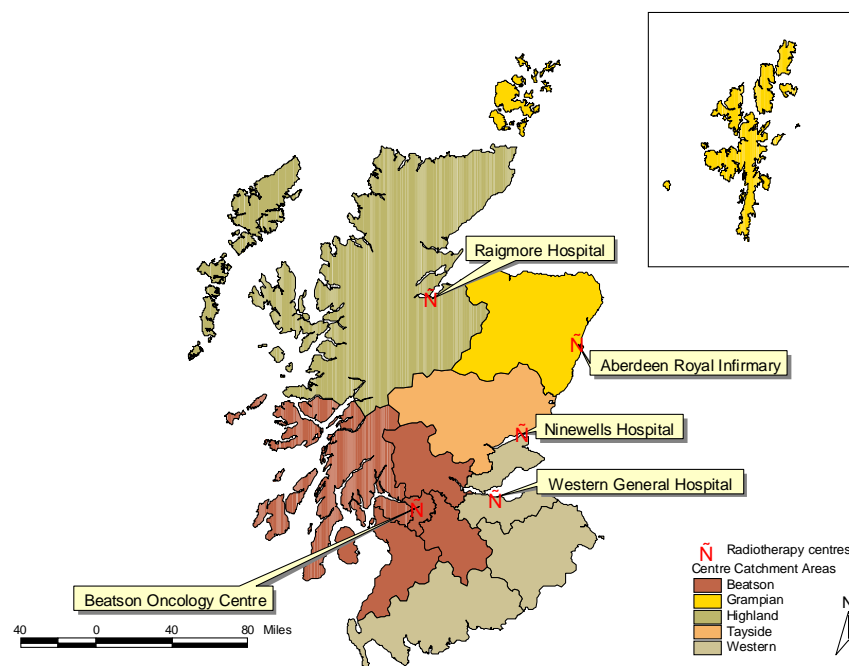 Raigmore Hospital
Aberdeen Royal Infirmary
Ninewells Hospital
Western General Hospital
Beatson Oncology Centre
Ñ
Ñ
Ñ
Ñ
Ñ
Ñ Radiotherapy centres
Centre Catchment Areas
Beatson
Grampian
Highland
Tayside
Western
N
40 0 40 80 Miles